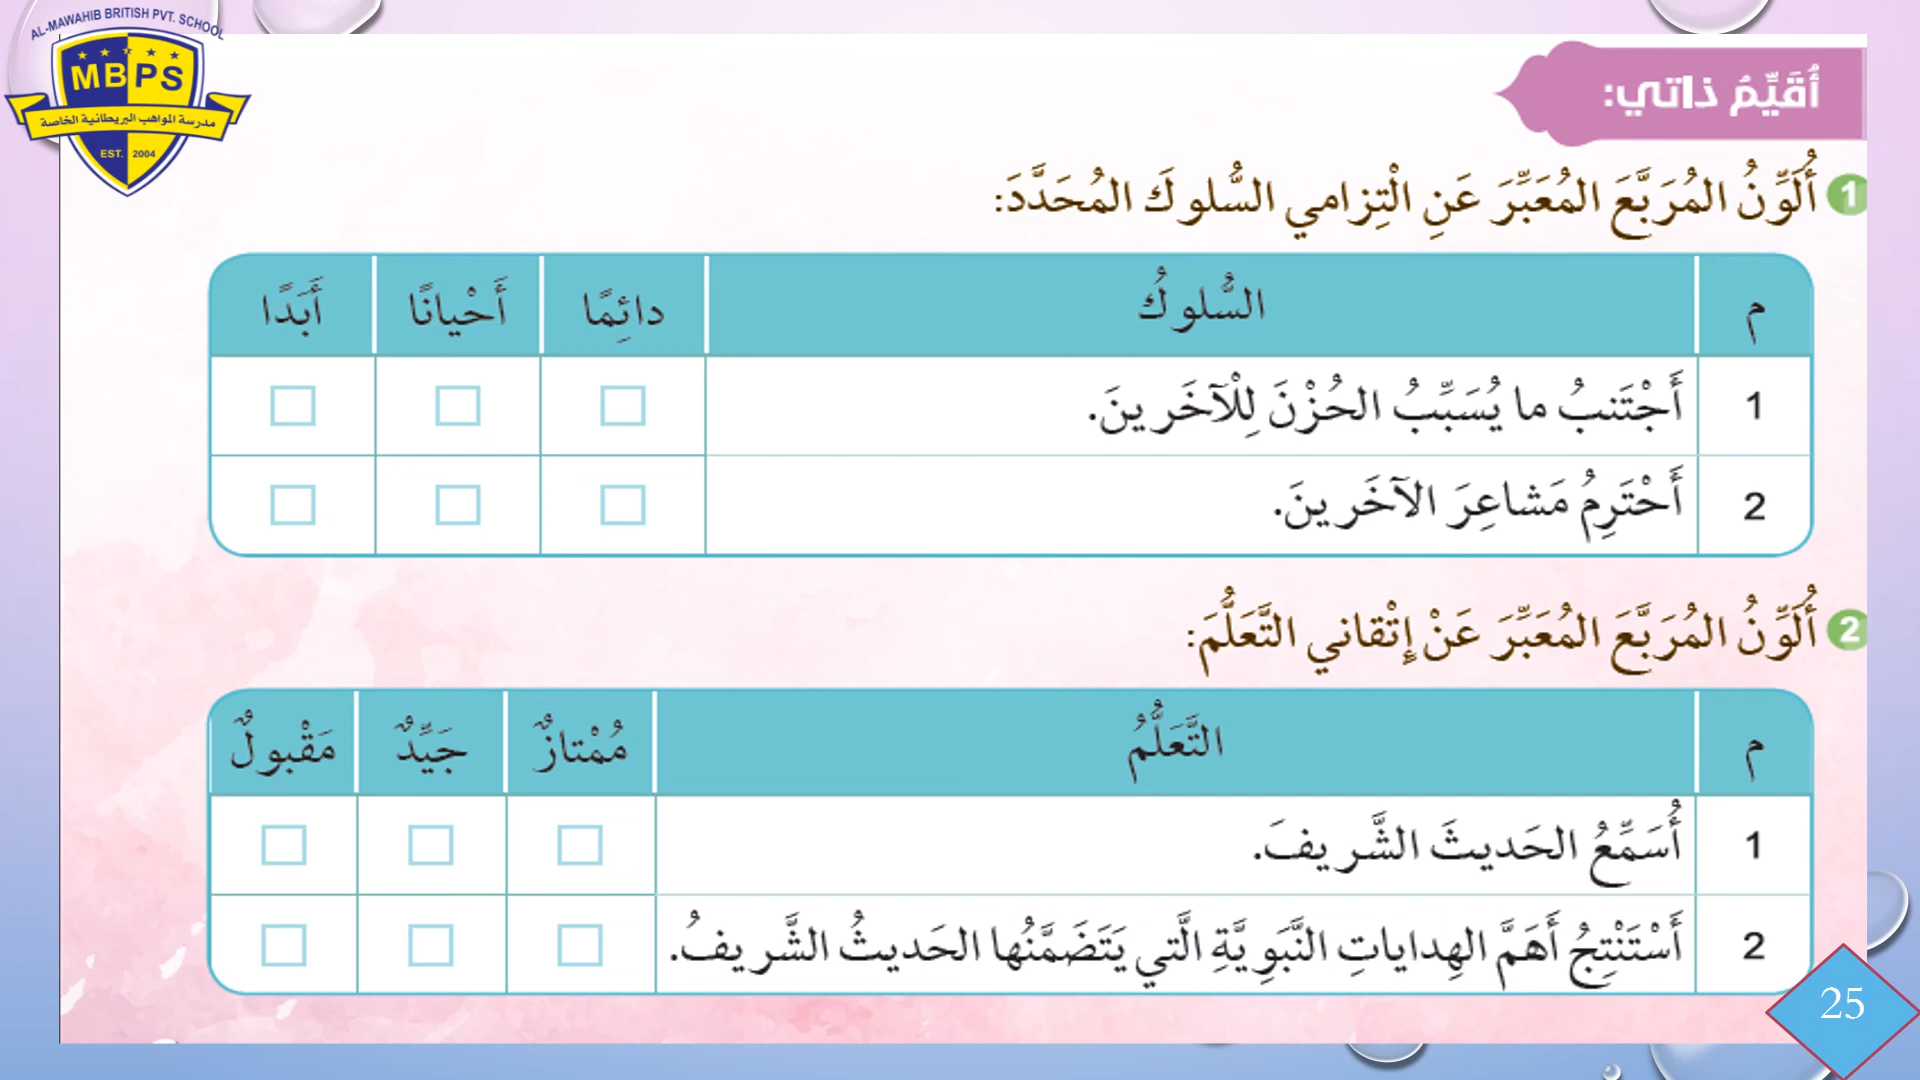 AL-MAWAHIB BRITISH PVT. SCHOOL
MBPS
مدرسة المواهب البريطانية الخاصة
EST. 2004
أُقَيِّمُ ذاتي:
1 أُلَوِّنُ المُرَبَّعَ المُعَبِّرَ عَنِ الْتِزامي السُّلوكَ المُحَدَّدَ:
م السُّلوكُ دائِمًا أَحْيانًا أَبَدًا
1 أَجْتَنبُ ما يُسَبِّبُ الحُزْنَ لِلْآخَرينَ.
2 أَحْتَرِمُ مَشاعِرَ الآخَرينَ.
2 أُلَوِّنُ المُرَبَّعَ المُعَبِّرَ عَنْ إِتْقاني التَّعَلُّمَ:
م التَّعَلُّمُ مُمْتازٌ جَيِّدٌ مَقْبولٌ
1 أُسَمِّعُ الحَديثَ الشَّريفَ.
2 أَسْتَنْتِجُ أَهَمَّ الهِداياتِ النَّبَوِيَّةِ الَّتي يَتَضَمَّنُها الحَديثُ الشَّريفُ.
25